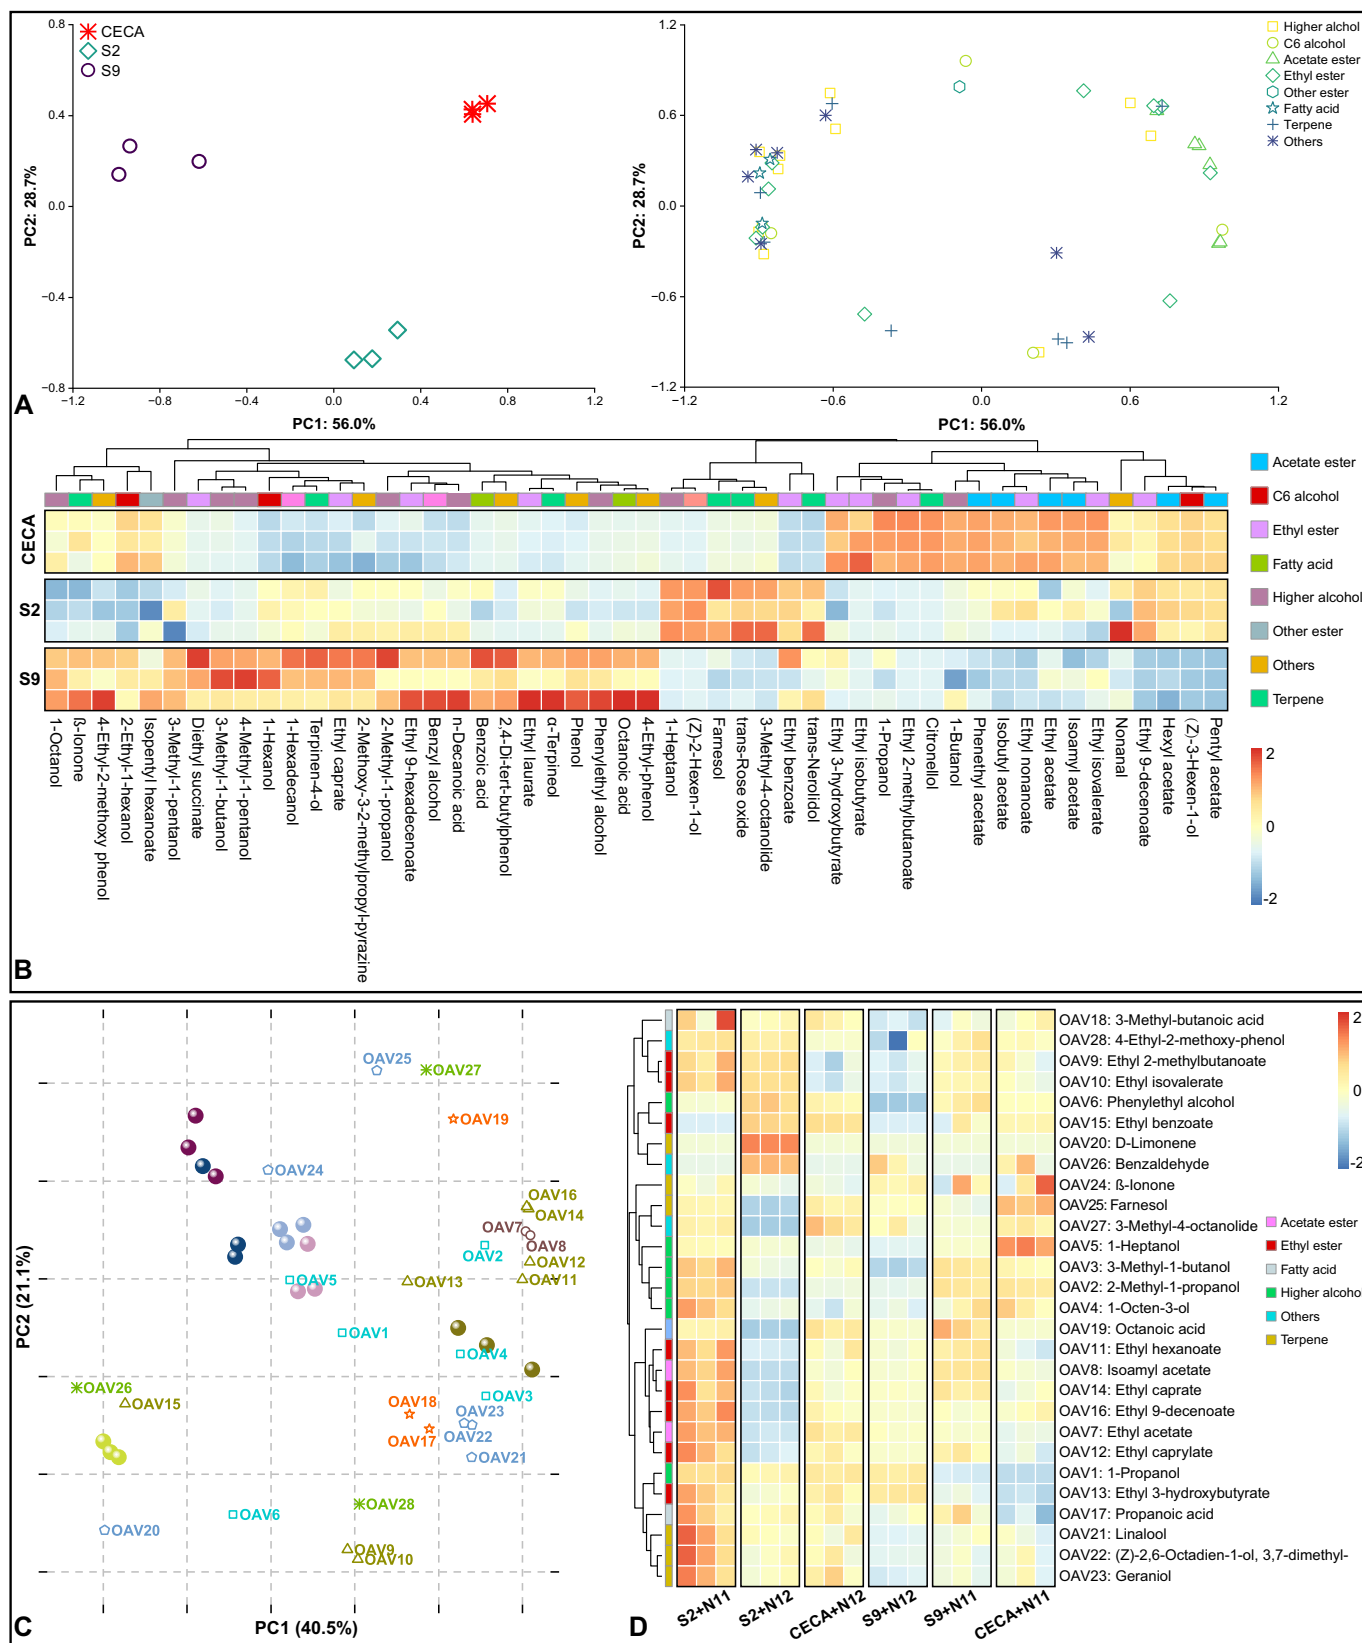 0.8
0.4
0.0
−0.4
−0.8
−1.2
−0.8
−0.4
0.0
0.4
0.8
1.2
PC2: 28.7%
PC1: 56.0%
CECA
S2
S9
A
1.2
0.6
0.0
−0.6
−1.2
−1.2
−0.6
0.0
0.6
1.2
PC2: 28.7%
PC1: 56.0%
Higher alchol
C6 alcohol
Acetate ester
Ethyl ester
Other ester
Fatty acid
Terpene
Others
CECA
S2
S9
1-Octanol
ß-Ionone
4-Ethyl-2-methoxy phenol
2-Ethyl-1-hexanol
Isopenty hexanoate
3-Methyl-1-pentanol
Diethyl succinate
3-Methyl-1-butanol
4-Methyl-1-pentanol
1-Hexanol
1-Hexadecanol
Terpinen-4-ol
Ethyl caprate
2-Methoxy-3-2-methylpropyl-pyrazine
2-Methyl-1-propanol
Ethyl 9-hexadecenoate
Benzyl alcohol
n-Decanoic acid
Benzoic acid
2,4-DI-tert-butylphenol
Ethyl laurate
α-Terpineol
Phenol
Phenylethyl alcohol
Octanoic acid
4-Ethyl-phenol
1-Heptanol
(Z)-2-Hexen-1-ol
Farnesol
trans-Rose oxide
3-Methyl-4-octanolide
Ethyl benzoate
trans-Nerolidol
Ethyl 3-hydroxybutyrate
Ethyl isobutyrate
1-Propanol
Ethyl 2-methylbutanoate
Citronello
1-Butanol
Phenethyl acetate
Isobutyl acetate
Ethyl nonanoate
Ethyl acetate
Isoamyl acetate
Ethyl isovalerate
Nonanal
Ethyl 9-decenoate
Hexyl acetate
(Z)-3-Hexen-1-ol
Pentyl acetate
Acetate ester
C6 alcohol
Ethyl ester
Fatty acid
Higher alcohol
Other ester
Others
Terpene
2
0
-2
B
OAV25
OAV27
OAV19
OAV24
OAV16
OAV14
OAV7
OAV8
OAV2
OAV12
OAV11
OAV13
OAV5
OAV1
OAV4
OAV26
OAV15
OAV3
OAV18
OAV23
OAV17
OAV22
OAV21
OAV28
OAV6
OAV20
OAV9
OAV10
PC2 (21.1%)
PC1 (40.5%)
C
OAV18: 3-Methyl-butanoic acid
OAV28: 4-Ethyl-2-methoxy-phenol
OAV9: Ethyl 2-methylbutanoate
OAV10: Ethyl isovalerate
OAV6: Phenylethyl alcohol
OAV15: Ethyl benzoate
OAV20: D-Limonene
OAV26: Benzaldehyde
OAV24: ß-Ionone
OAV25: Farnesol
OAV27: 3-Methyl-4-octanolide
OAV5: 1-Heptanol
OAV3: 3-Methyl-1-butanol
OAV2: 2-Methyl-1-propanol
OAV4: 1-Octen-3-ol
OAV19: Octanoic acid
OAV11: Ethyl hexanoate
OAV8: Isoamyl acetate
OAV14: Ethyl caprate
OAV16: Ethyl 9-decenoate
OAV7: Ethyl acetate
OAV12: Ethyl caprylate
OAV1: 1-Propanol
OAV13: Ethyl 3-hydroxybutyrate
OAV17: Propanoic acid
OAV21: Linalool
OAV22: (Z)-2,6-Octadien-1-ol, 3,7-dimethyl-
OAV23: Geraniol
2
0
-2
Acetate ester
Ethyl ester
Fatty acid
Higher alcohol
Others
Terpene
S2+N11
S2+N12
CECA+N12
S9+N12
S9+N11
CECA+N11
D